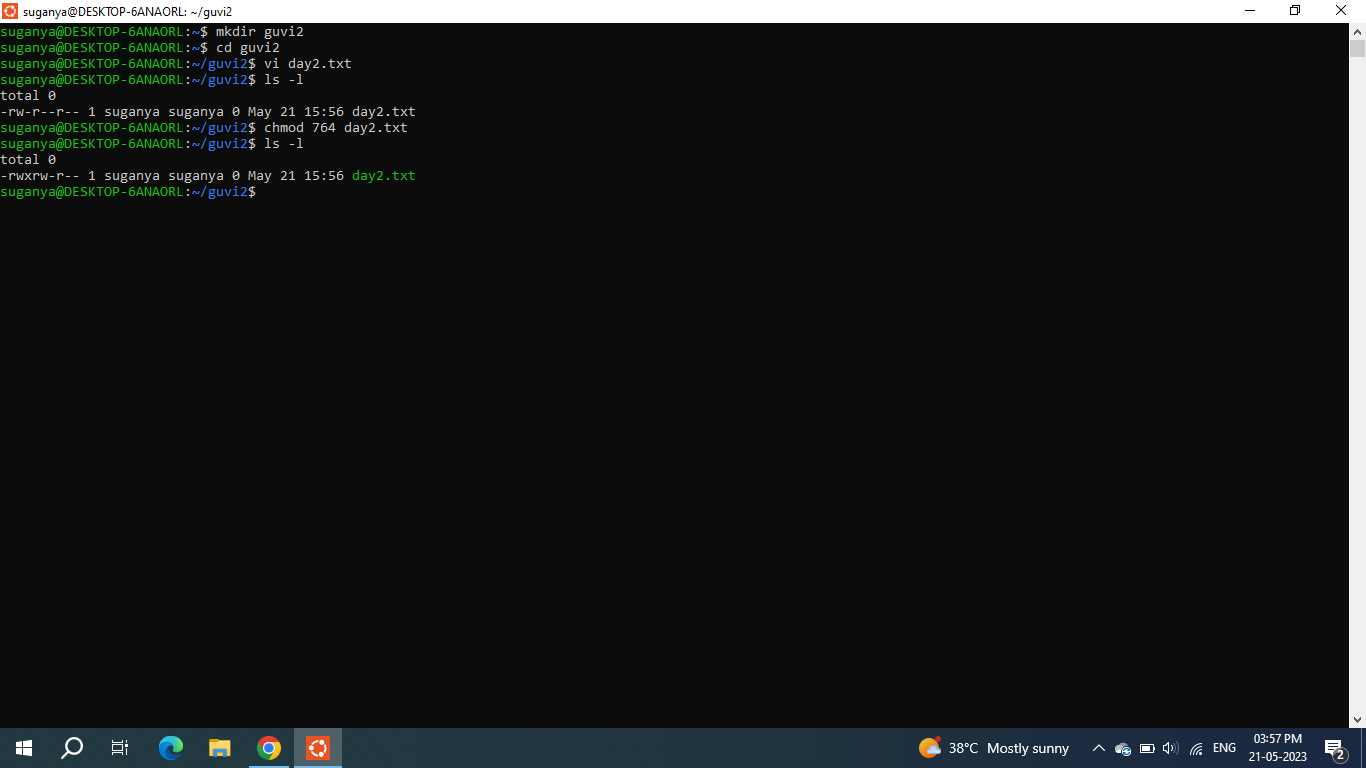 suganya@DESKTOP-6ANAORL: ~/guvi2
suganya@DESKTOP-6ANAORL:~$ mkdir guvi2
suganya@DESKTOP-6ANAORL:~$ cd guvi2
suganya@DESKTOP-6ANAORL:~/guvi2$ vi day2.txt
suganya@DESKTOP-6ANAORL:~/guvi2$ ls -l
total 0
-rw-r--r-- 1 suganya suganya 0 May 21 15:56 day2.txt
suganya@DESKTOP-6ANAORL:~/guvi2$ chmod 764 day2.txt
suganya@DESKTOP-6ANAORL:~/guvi2$ ls -l
total 0
-rwxrw-r-- 1 suganya suganya 0 May 21 15:56 day2.txt
suganya@DESKTOP-6ANAORL:~/guvi2$
38°C Mostly sunny
ENG
03:57 PM
21-05-2023
2